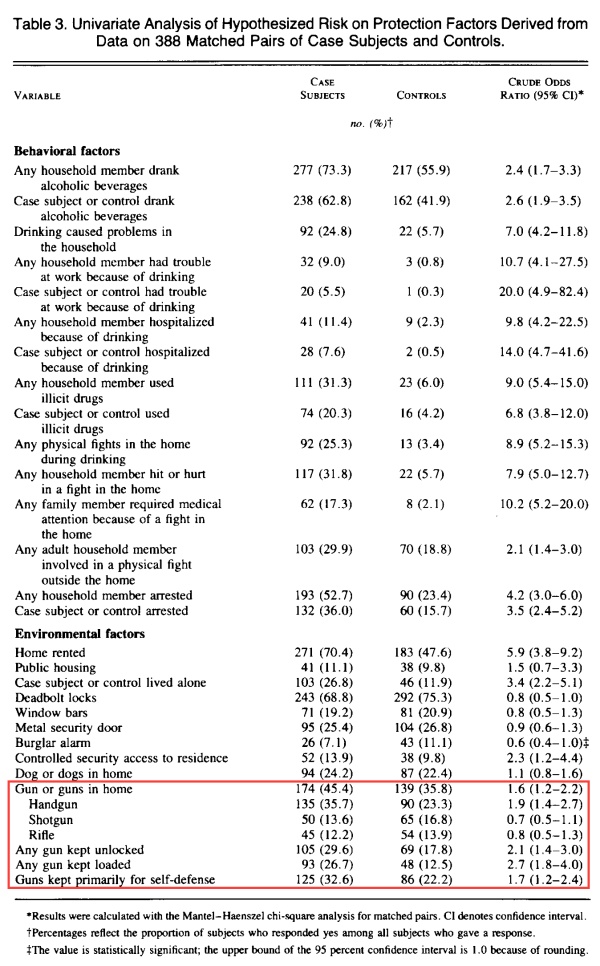 Table 3. Univariate Analysis of Hypothesized Risk on Protection Factors Derived from
Data on 388 Matched Pairs of Case Subjects and Controls.
VARIABLE CASE SUBJECTS CONTROLS CRUDE ODDS RATIO (95% CI)*
no. (%)†
Behavioral factors
Any household member drank 277 (73.3) 217 (55.9) 2.4 (1.7–3.3)
alcoholic beverages
Case subject or control drank 238 (62.8) 162 (41.9) 2.6 (1.9–3.5)
alcoholic beverages
Drinking caused problems in 92 (24.8) 22 (5.7) 7.0 (4.2–11.8)
the household
Any household member had trouble 32 (9.0) 3 (0.8) 10.7 (4.1–27.5)
at work because of drinking
Case subject or control had trouble 20 (5.5) 1 (0.3) 20.0 (4.9–82.4)
at work because of drinking
Any household member hospitalized 41 (11.4) 9 (2.3) 9.8 (4.2–22.5)
because of drinking
Case subject or control hospitalized 28 (7.6) 2 (0.5) 14.0 (4.7–41.6)
because of drinking
Any household member used 111 (31.3) 23 (6.0) 9.0 (5.4–15.0)
illicit drugs
Case subject or control used 74 (20.3) 16 (4.2) 6.8 (3.8–12.0)
illicit drugs
Any physical fights in the home 92 (25.3) 13 (3.4) 8.9 (5.2–15.3)
during drinking
Any household member hit or hurt 117 (31.8) 22 (5.7) 7.9 (5.0–12.7)
in a fight in the home
Any family member required medical 62 (17.3) 8 (2.1) 10.2 (5.2–20.0)
attention because of a fight in
the home
Any adult household member 103 (29.9) 70 (18.8) 2.1 (1.4–3.0)
involved in a physical fight
outside the home
Any household member arrested 193 (52.7) 90 (23.4) 4.2 (3.0–6.0)
Case subject or control arrested 132 (36.0) 60 (15.7) 3.5 (2.4–5.2)
Environmental factors
Home rented 271 (70.4) 183 (47.6) 5.9 (3.8–9.2)
Public housing 41 (11.1) 38 (9.8) 1.5 (0.7–3.3)
Case subject or control lived alone 103 (26.8) 46 (11.9) 3.4 (2.2–5.1)
Deadbolt locks 243 (68.8) 292 (75.3) 0.8 (0.5–1.0)
Window bars 71 (19.2) 81 (20.9) 0.8 (0.5–1.3)
Metal security door 95 (25.4) 104 (26.8) 0.9 (0.6–1.3)
Burglar alarm 26 (7.1) 43 (11.1) 0.6 (0.4–1.0)‡
Controlled security access to residence 52 (13.9) 38 (9.8) 2.3 (1.2–4.4)
Dog or dogs in home 94 (24.2) 87 (22.4) 1.1 (0.8–1.6)
Gun or guns in home 174 (45.4) 139 (35.8) 1.6 (1.2–2.2)
Handgun 135 (35.7) 90 (23.3) 1.9 (1.4–2.7)
Shotgun 50 (13.6) 65 (16.8) 0.7 (0.5–1.1)
Rifle 45 (12.2) 54 (13.9) 0.8 (0.5–1.3)
Any gun kept unlocked 105 (29.6) 69 (17.8) 2.1 (1.4–3.0)
Any gun kept loaded 93 (26.7) 48 (12.5) 2.7 (1.8–4.0)
Guns kept primarily for self-defense 125 (32.6) 86 (22.2) 1.7 (1.2–2.4)
*Results were calculated with the Mantel–Haenszel chi-square analysis for matched pairs. CI denotes confidence interval.
†Percentages reflect the proportion of subjects who responded yes among all subjects who gave a response.
‡The value is statistically significant; the upper bound of the 95 percent confidence interval is 1.0 because of rounding.